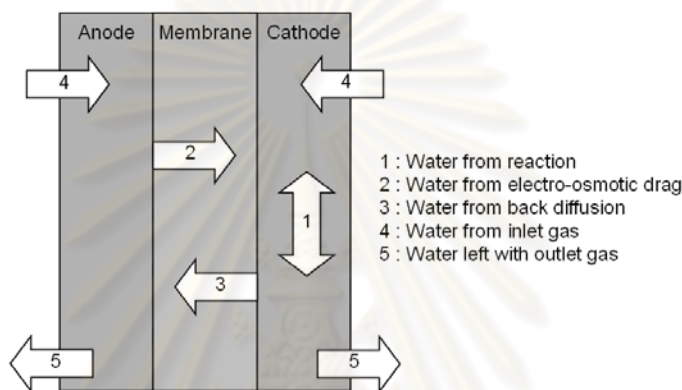 Anode Membrane Cathode
4 4
2
1 : Water from reaction
2 : Water from electro-osmotic drag
3 : Water from back diffusion
4 : Water from inlet gas
5 : Water left with outlet gas
1
3
5 5